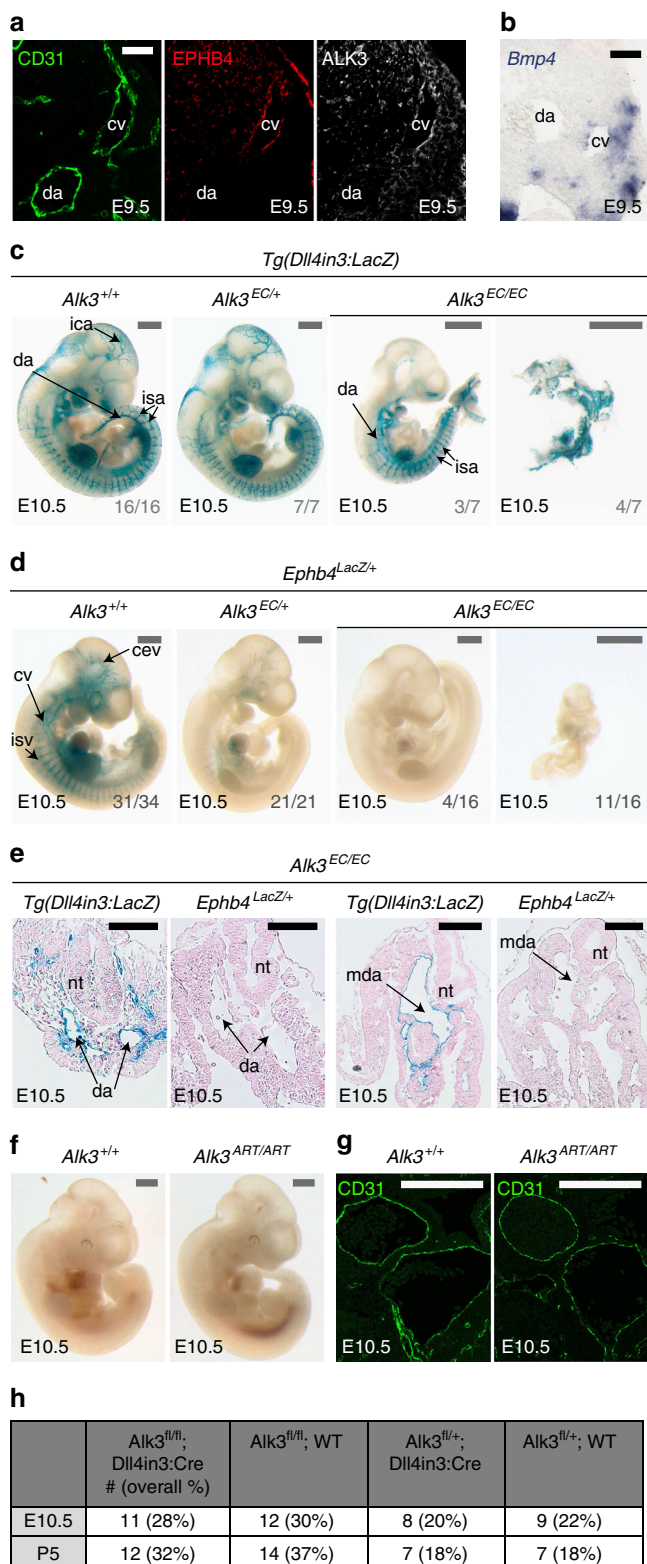 a
CD31
EPHB4
ALK3
cv
cv
cv
da
da
da
E9.5
E9.5
E9.5
b
Bmp4
da
cv
E9.5
c
Tg(Dll4in3:LacZ)
Alk3+/+
Alk3EC/+
Alk3EC/EC
ica
da
isa
da
isa
E10.5
16/16
E10.5
7/7
E10.5
3/7
E10.5
4/7
d
Ephb4LacZ/+
Alk3+/+
Alk3EC/+
Alk3EC/EC
cev
cv
isv
E10.5
31/34
E10.5
21/21
E10.5
4/16
E10.5
11/16
e
Alk3EC/EC
Tg(Dll4in3:LacZ)
Ephb4LacZ/+
Tg(Dll4in3:LacZ)
Ephb4LacZ/+
nt
da
E10.5
nt
da
E10.5
mda
nt
E10.5
mda
nt
E10.5
f
Alk3+/+
Alk3ART/ART
E10.5
E10.5
g
Alk3+/+
Alk3ART/ART
CD31
CD31
E10.5
E10.5
h
Alk3fl/fl;
Dll4in3:Cre
# (overall %)
Alk3fl/fl; WT
Alk3fl/+;
Dll4in3:Cre
Alk3fl/+; WT
E10.5 11 (28%) 12 (30%) 8 (20%) 9 (22%)
P5 12 (32%) 14 (37%) 7 (18%) 7 (18%)